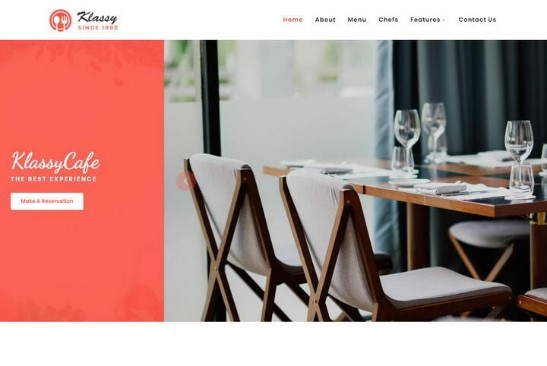 Klassy
SINCE 1990
Home
About
Menu
Chefs
Features
Contact Us
KlassyCafe
THE BEST EXPERIENCE
Make A Reservation